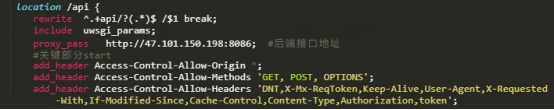 location /api {
rewrite ^.+api/?(.*)$ /$1 break;
include uwsgi_params;
proxy_pass http://47.101.150.198:8086; #后端接口地址
#关键部分start
add_header Access-Control-Allow-Origin *;
add_header Access-Control-Allow-Methods 'GET, POST, OPTIONS';
add_header Access-Control-Allow-Headers 'DNT,X-Mx-ReqToken,Keep-Alive,User-Agent,X-Requested
-With,If-Modified-Since,Cache-Control,Content-Type,Authorization,token';